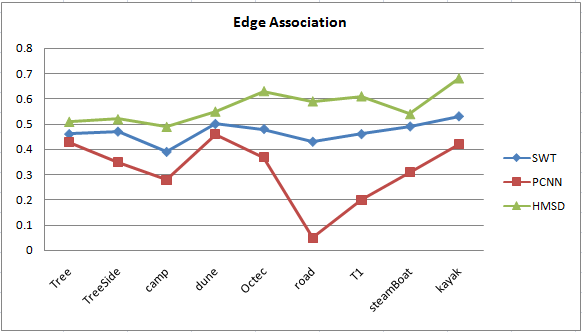 Edge Association
0.8
0.7
0.6
0.5
0.4
0.3
0.2
0.1
0
Tree
TreeSide
camp
dune
Octec
road
T1
steamBoat
kayak
SWT
PCNN
HMSD